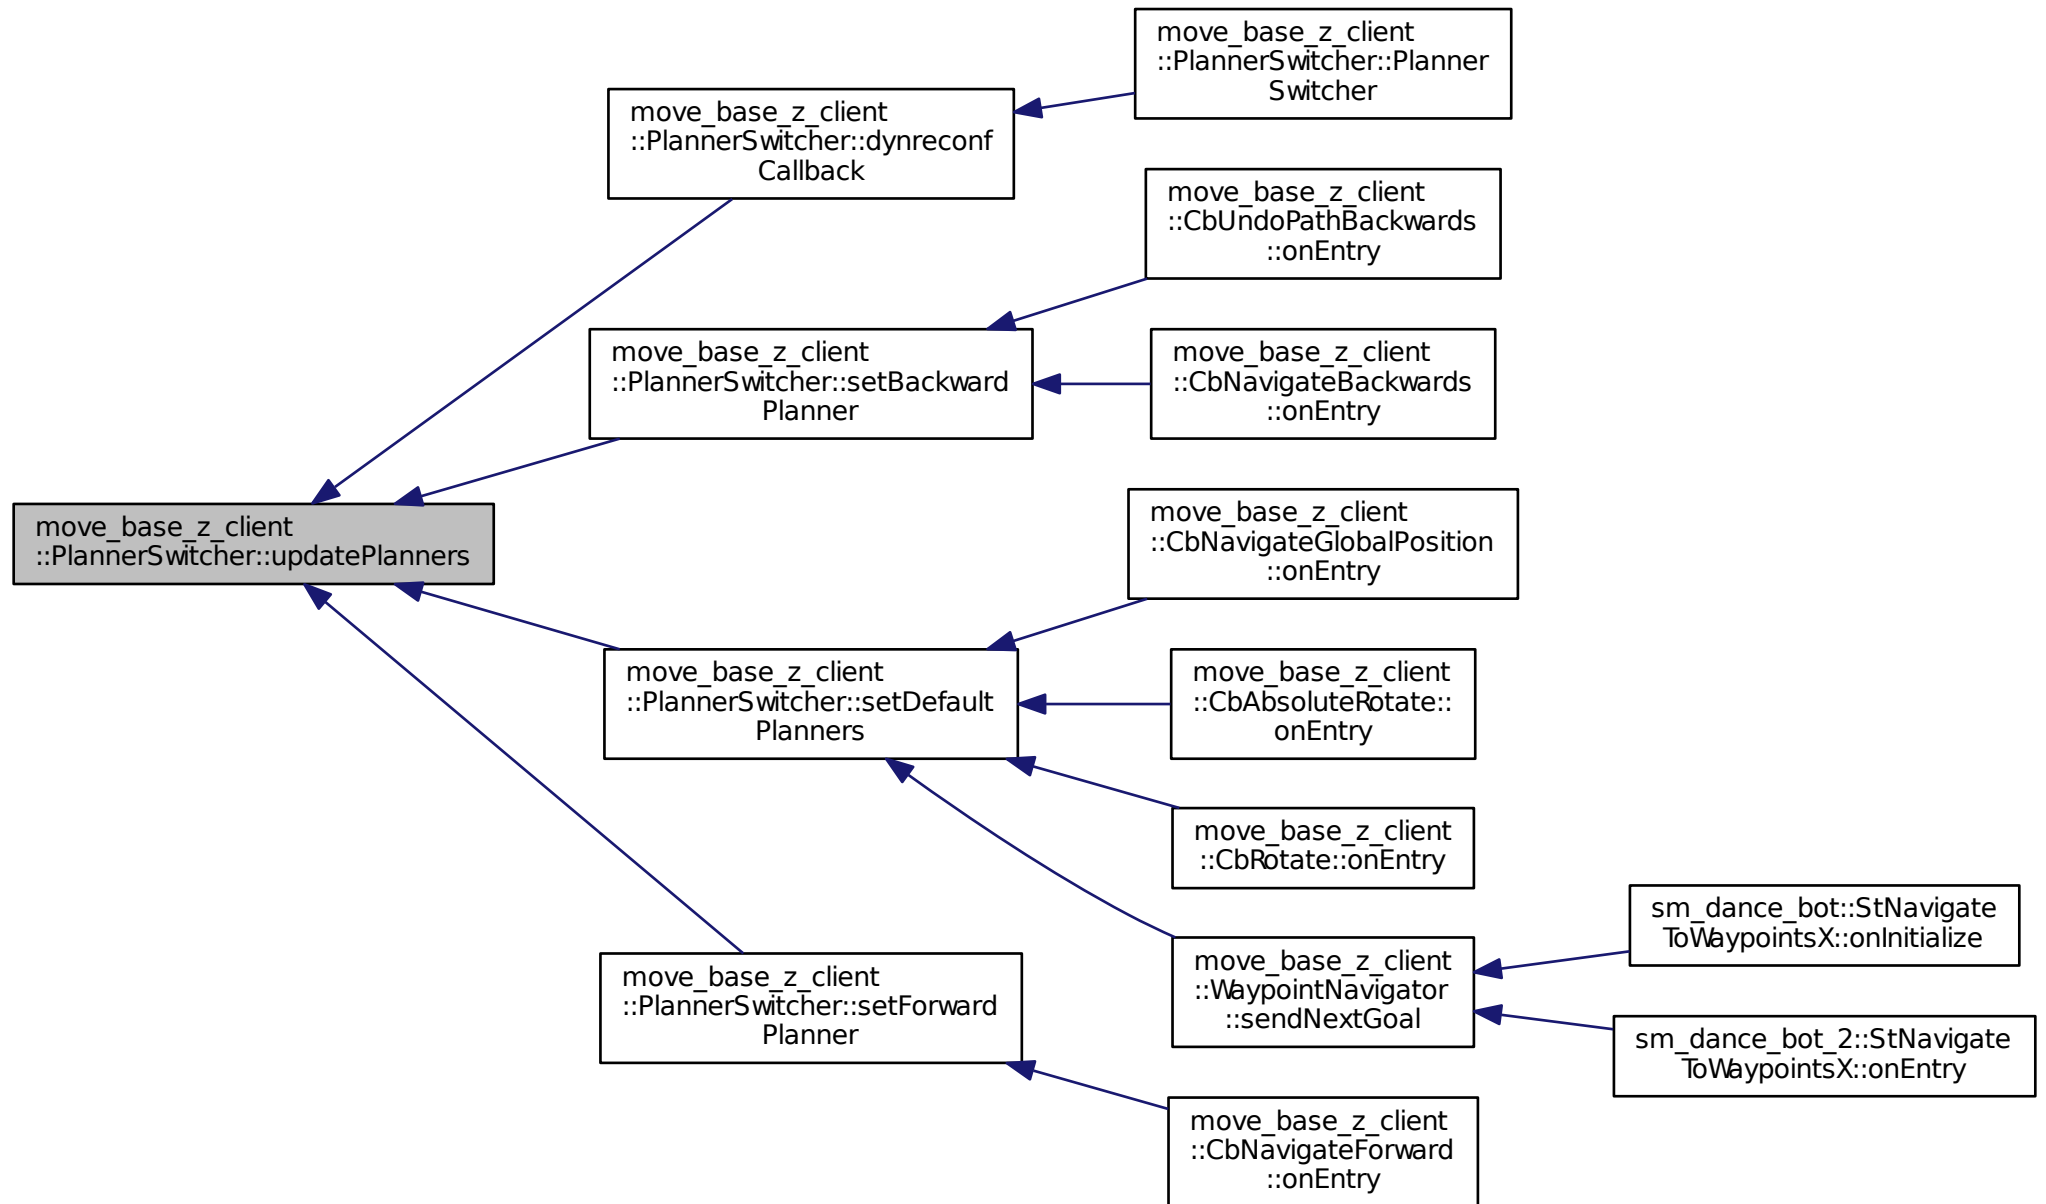 move_base_z_client
::PlannerSwitcher::Planner
Switcher
move_base_z_client
::PlannerSwitcher::dynreconf
Callback
move_base_z_client
::CbUndoPathBackwards
::onEntry
move_base_z_client
::PlannerSwitcher::setBackward
Planner
move_base_z_client
::CbNavigateBackwards
::onEntry
move_base_z_client
::PlannerSwitcher::updatePlanners
move_base_z_client
::CbNavigateGlobalPosition
::onEntry
move_base_z_client
::PlannerSwitcher::setDefault
Planners
move_base_z_client
::CbAbsoluteRotate::
onEntry
move_base_z_client
::CbRotate::onEntry
sm_dance_bot::StNavigate
ToWaypointsX::onInitialize
move_base_z_client
::WaypointNavigator
::sendNextGoal
move_base_z_client
::PlannerSwitcher::setForward
Planner
sm_dance_bot_2::StNavigate
ToWaypointsX::onEntry
move_base_z_client
::CbNavigateForward
::onEntry